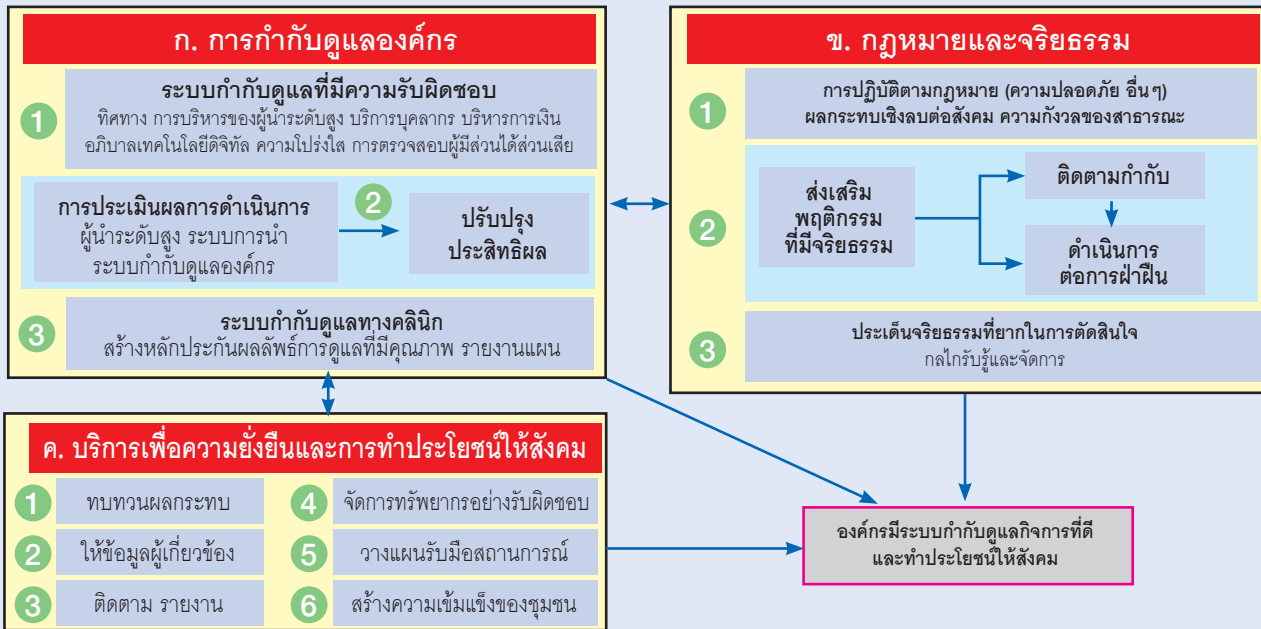 ก. การกำกับดูแลองค์กร
1
ระบบกำกับดูแลที่มีความรับผิดชอบ
ทิศทาง การบริหารของผู้นำระดับสูง บริการบุคลากร บริหารการเงิน
อภิบาลเทคโนโลยีดิจิทัล ความโปร่งใส การตรวจสอบผู้มีส่วนได้ส่วนเสีย
การประเมินผลการดำเนินการ
ผู้นำระดับสูง ระบบการนำ
ระบบกำกับดูแลองค์กร
2
ปรับปรุง
ประสิทธิผล
3
ระบบกำกับดูแลทางคลินิก
สร้างหลักประกันผลลัพธ์การดูแลที่มีคุณภาพ รายงานแผน
ข. กฎหมายและจริยธรรม
1
การปฏิบัติตามกฎหมาย (ความปลอดภัย อื่นๆ)
ผลกระทบเชิงลบต่อสังคม ความกังวลของสาธารณะ
2
ส่งเสริม
พฤติกรรม
ที่มีจริยธรรม
ติดตามกำกับ
ดำเนินการ
ต่อการฝ่าฝืน
3
ประเด็นจริยธรรมที่ยากในการตัดสินใจ
กลไกรับรู้และจัดการ
ค. บริการเพื่อความยั่งยืนและการทำประโยชน์ให้สังคม
1 ทบทวนผลกระทบ
2 ให้ข้อมูลผู้เกี่ยวข้อง
3 ติดตาม รายงาน
4 จัดการทรัพยากรอย่างรับผิดชอบ
5 วางแผนรับมือสถานการณ์
6 สร้างความเข้มแข็งของชุมชน
องค์กรมีระบบกำกับดูแลกิจการที่ดี
และทำประโยชน์ให้สังคม